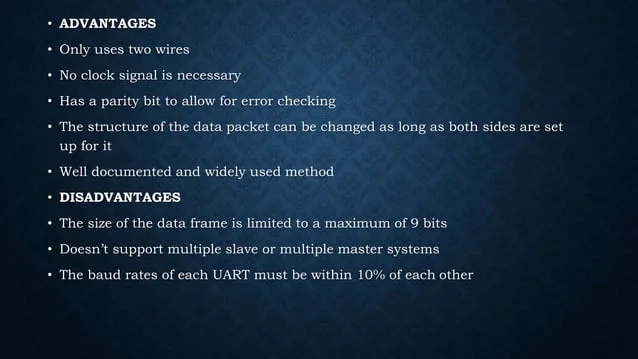 • ADVANTAGES
• Only uses two wires
• No clock signal is necessary
• Has a parity bit to allow for error checking
• The structure of the data packet can be changed as long as both sides are set
up for it
• Well documented and widely used method
• DISADVANTAGES
• The size of the data frame is limited to a maximum of 9 bits
• Doesn’t support multiple slave or multiple master systems
• The baud rates of each UART must be within 10% of each other